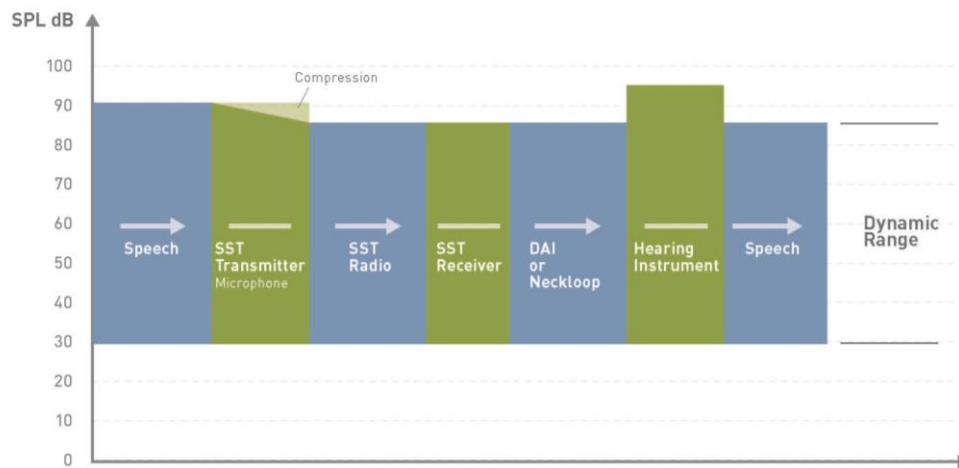 SPL dB
100
90
80
70
60
50
40
30
20
10
0
Compression
Speech
SST
Transmitter
Microphone
SST
Radio
SST
Receiver
DAI
or
Neckloop
Hearing
Instrument
Speech
Dynamic
Range